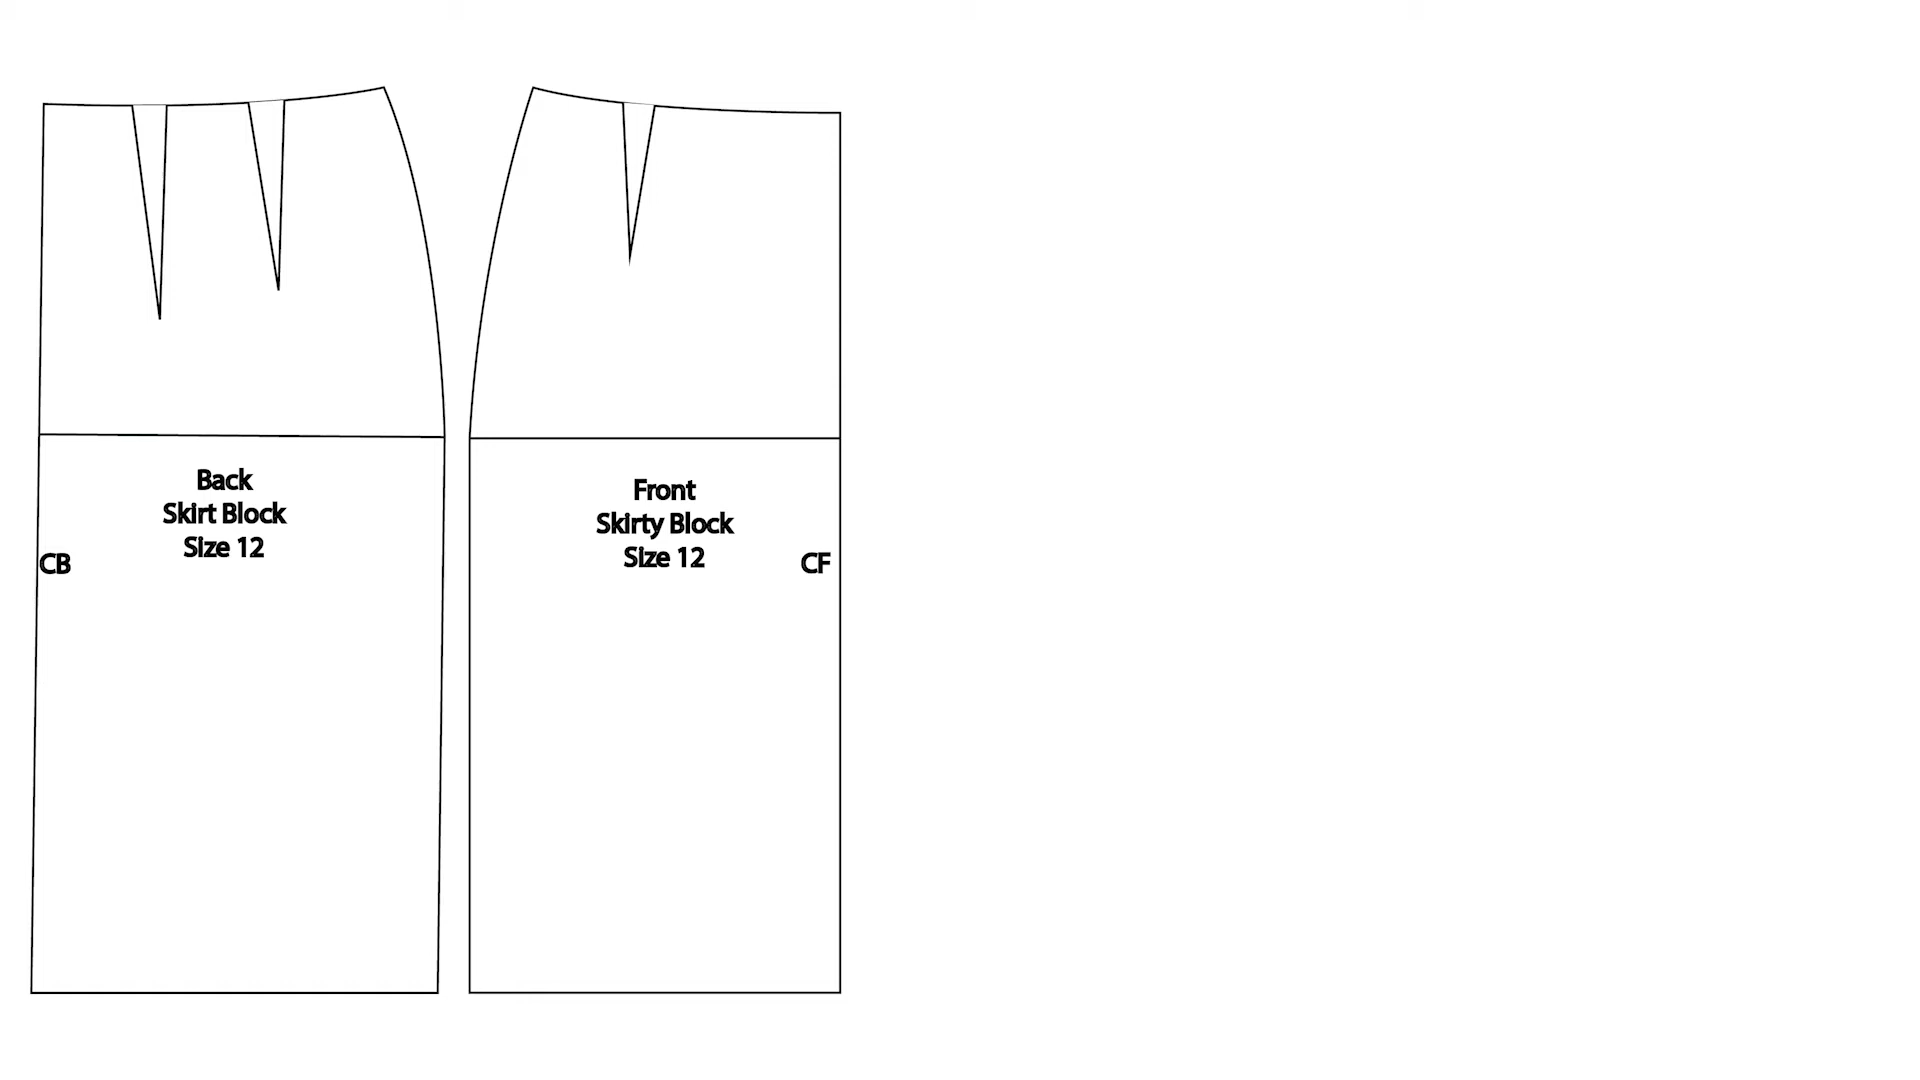 Back
Skirt Block
Size 12
CB
Front
Skirty Block
Size 12
CF